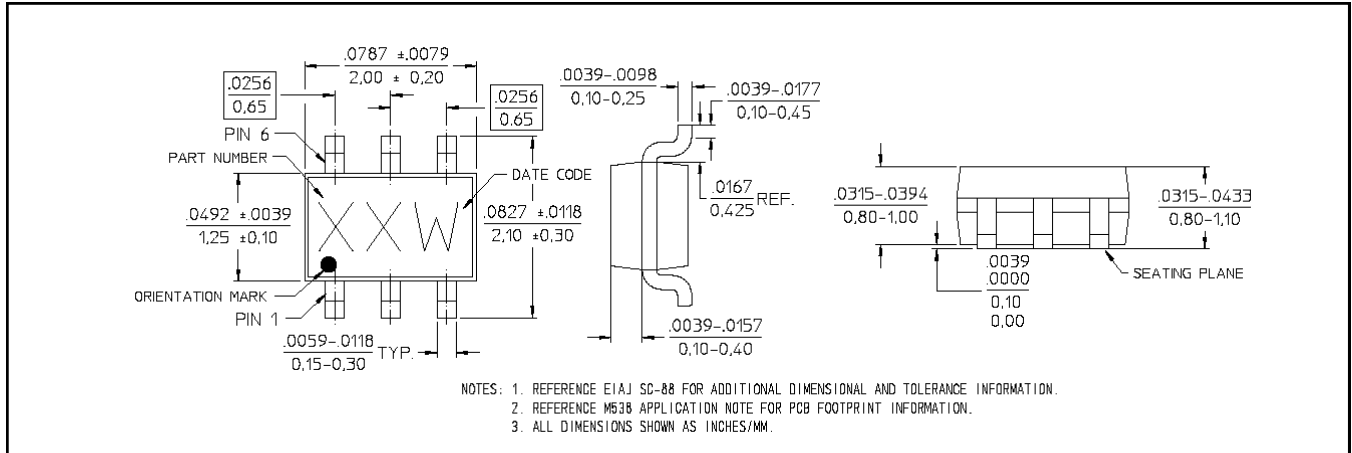 .0787 ±.0079
2,00 ± 0,20
.0256
0,65
.0256
0.65
PIN 6
PART NUMBER
DATE CODE
.0492 ±.0039
1,25 ±0,10
XXW
.0827 ±.0118
2,10 ±0,30
ORIENTATION MARK
PIN 1
.0059-.0118
0,15-0,30
TYP.
.0039-.0098
0,10-0,25
.0039-.0177
0,10-0,45
.0167
0,425
REF.
.0039-.0157
0,10-0,40
.0315-.0394
0,80-1,00
.0315-.0433
0,80-1,10
.0039
.0000
0,10
0,00
SEATING PLANE
NOTES: 1. REFERENCE EIAJ SC-88 FOR ADDITIONAL DIMENSIONAL AND TOLERANCE INFORMATION.
2. REFERENCE M538 APPLICATION NOTE FOR PCB FOOTPRINT INFORMATION.
3. ALL DIMENSIONS SHOWN AS INCHES/MM.